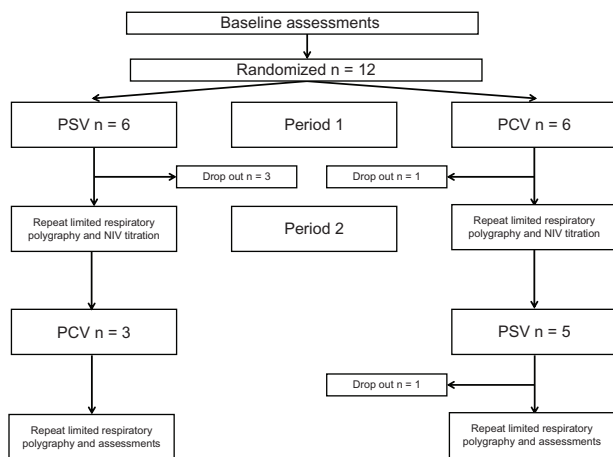 Baseline assessments
Randomized n = 12
PSV n = 6
Period 1
PCV n = 6
Drop out n = 3
Drop out n = 1
Repeat limited respiratory
polygraphy and NIV titration
Period 2
Repeat limited respiratory
polygraphy and NIV titration
PCV n = 3
PSV n = 5
Drop out n = 1
Repeat limited respiratory
polygraphy and assessments
Repeat limited respiratory
polygraphy and assessments